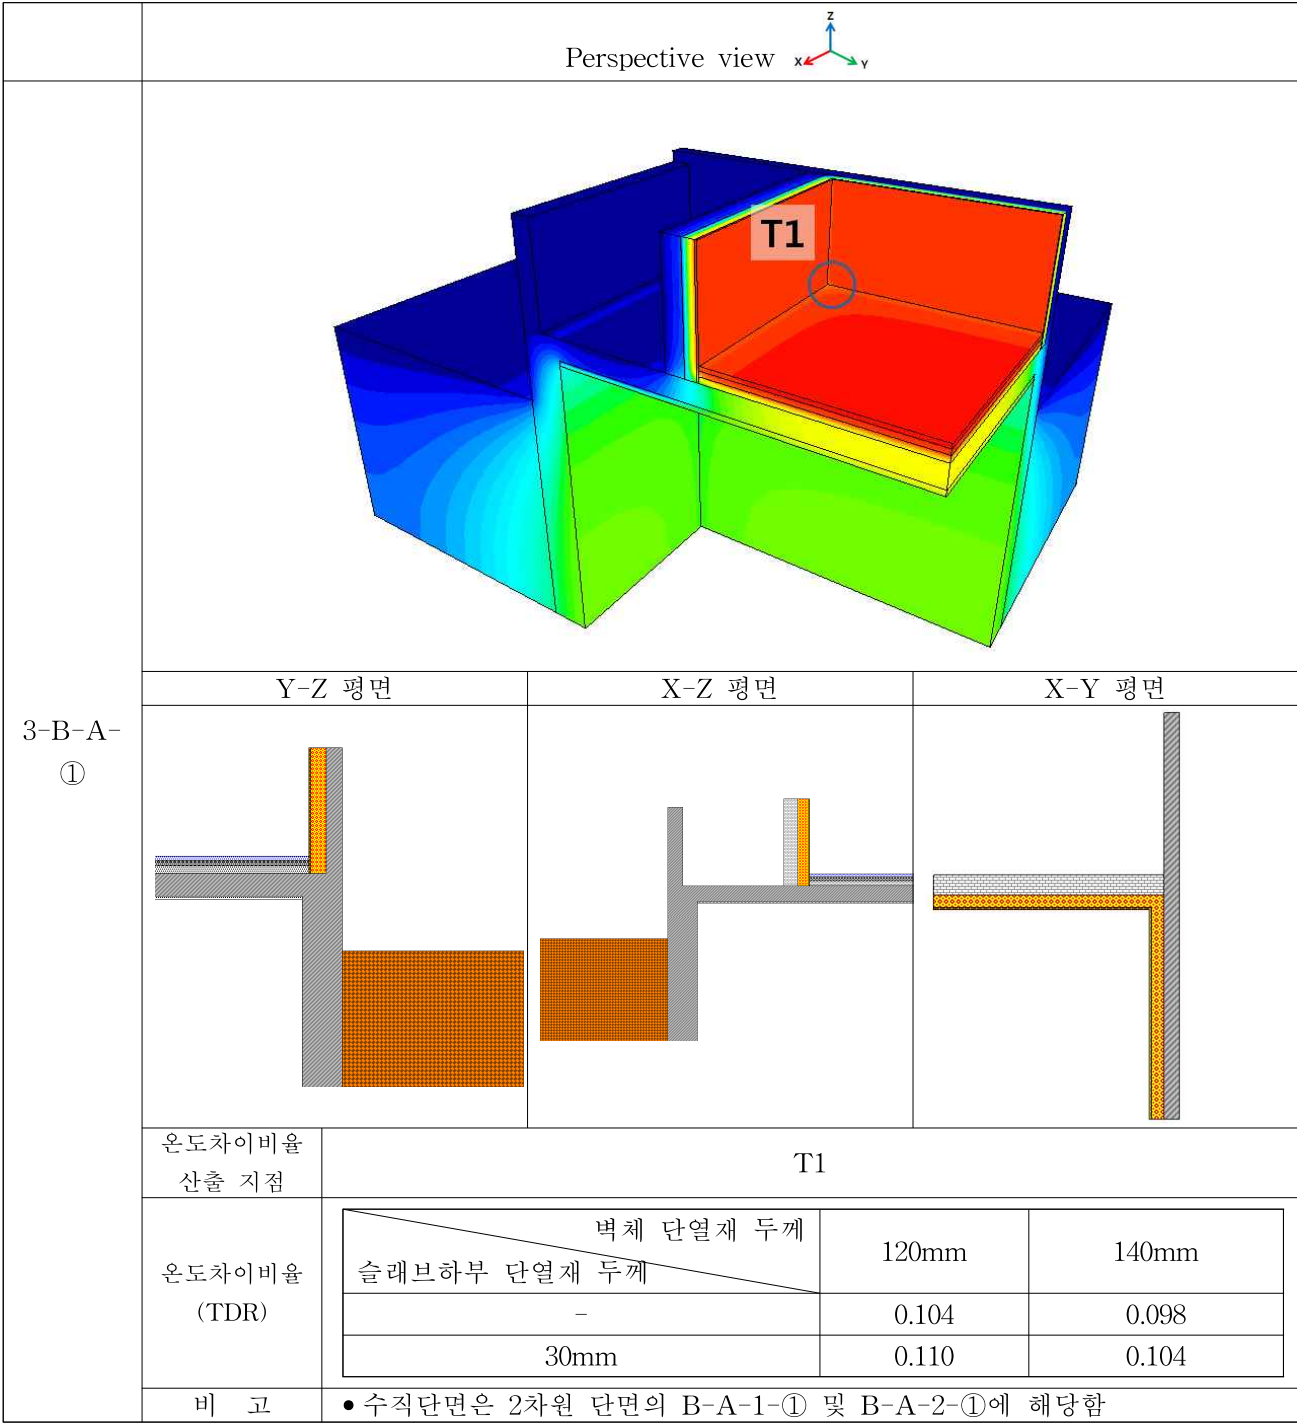 Perspective view
Z
X
Y
T1
3-B-A-
①
Y-Z 평면
X-Z 평면
X-Y 평면
온도차이비율
산출 지점
T1
온도차이비율
(TDR)
벽체 단열재 두께
슬래브하부 단열재 두께
120mm
140mm
-
0.104
0.098
30mm
0.110
0.104
비 고
• 수직단면은 2차원 단면의 B-A-1-① 및 B-A-2-①에 해당함